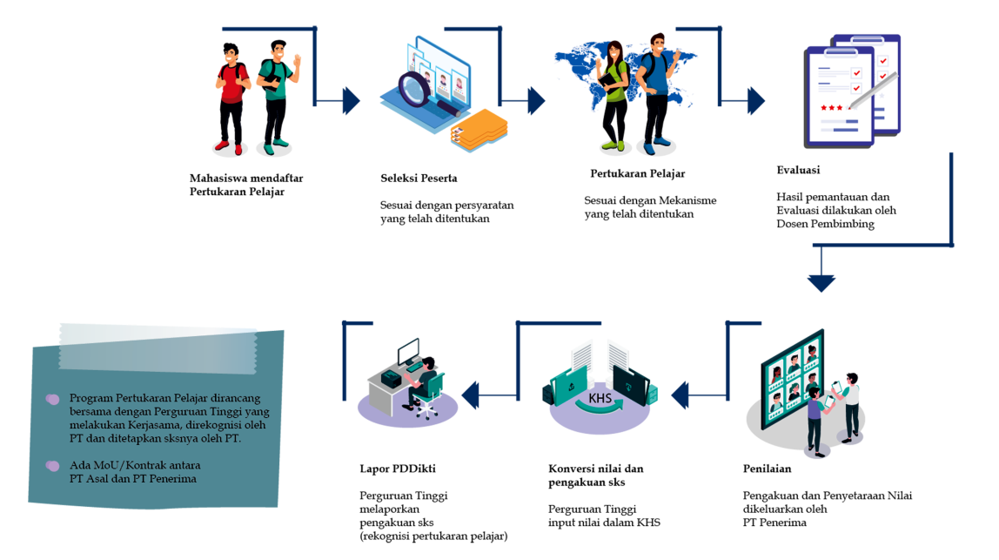 Mahasiswa mendaftar
Pertukaran Pelajar
Seleksi Peserta
Sesuai dengan persyaratan
yang telah ditentukan
Pertukaran Pelajar
Sesuai dengan Mekanisme
yang telah ditentukan
Evaluasi
Hasil pemantauan dan
Evaluasi dilakukan oleh
Dosen Pembimbing
Penilaian
Pengakuan dan Penyetaraan Nilai
dikeluarkan oleh
PT Penerima
KHS
Konversi nilai dan
pengakuan sks
Perguruan Tinggi
input nilai dalam KHS
Lapor PDDikti
Perguruan Tinggi
melaporkan
pengakuan sks
(rekognisi pertukaran pelajar)
Program Pertukaran Pelajar dirancang
bersama dengan Perguruan Tinggi yang
melakukan Kerjasama, direkognisi oleh
PT dan ditetapkan sksnya oleh PT.
Ada MoU/Kontrak antara
PT Asal dan PT Penerima